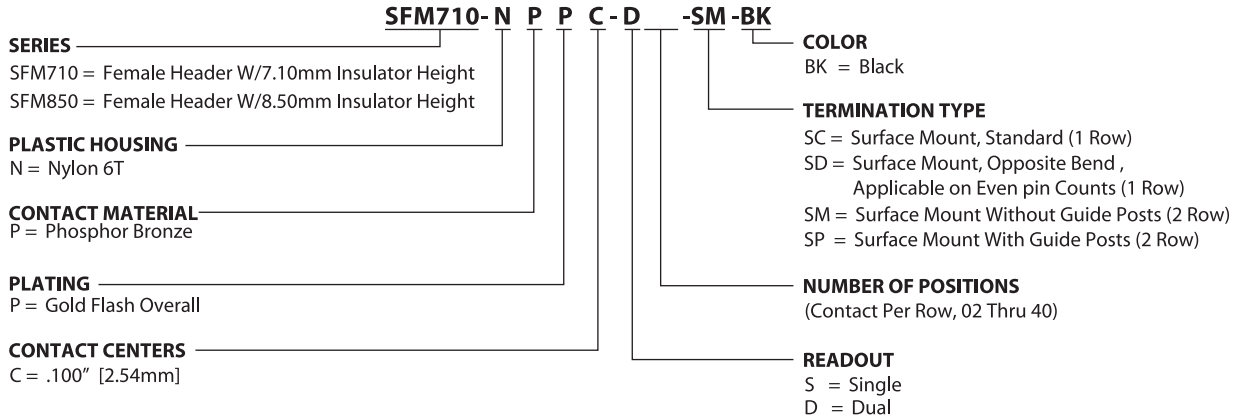 SFM710-N P P C-D -SM-BK
SERIES
SFM710 = Female Header W/7.10mm Insulator Height
SFM850 = Female Header W/8.50mm Insulator Height
PLASTIC HOUSING
N = Nylon 6T
CONTACT MATERIAL
P = Phosphor Bronze
PLATING
P = Gold Flash Overall
CONTACT CENTERS
C = .100" [2.54mm]
COLOR
BK = Black
TERMINATION TYPE
SC = Surface Mount, Standard (1 Row)
SD = Surface Mount, Opposite Bend ,
Applicable on Even pin Counts (1 Row)
SM = Surface Mount Without Guide Posts (2 Row)
SP = Surface Mount With Guide Posts (2 Row)
NUMBER OF POSITIONS
(Contact Per Row, 02 Thru 40)
READOUT
S = Single
D = Dual